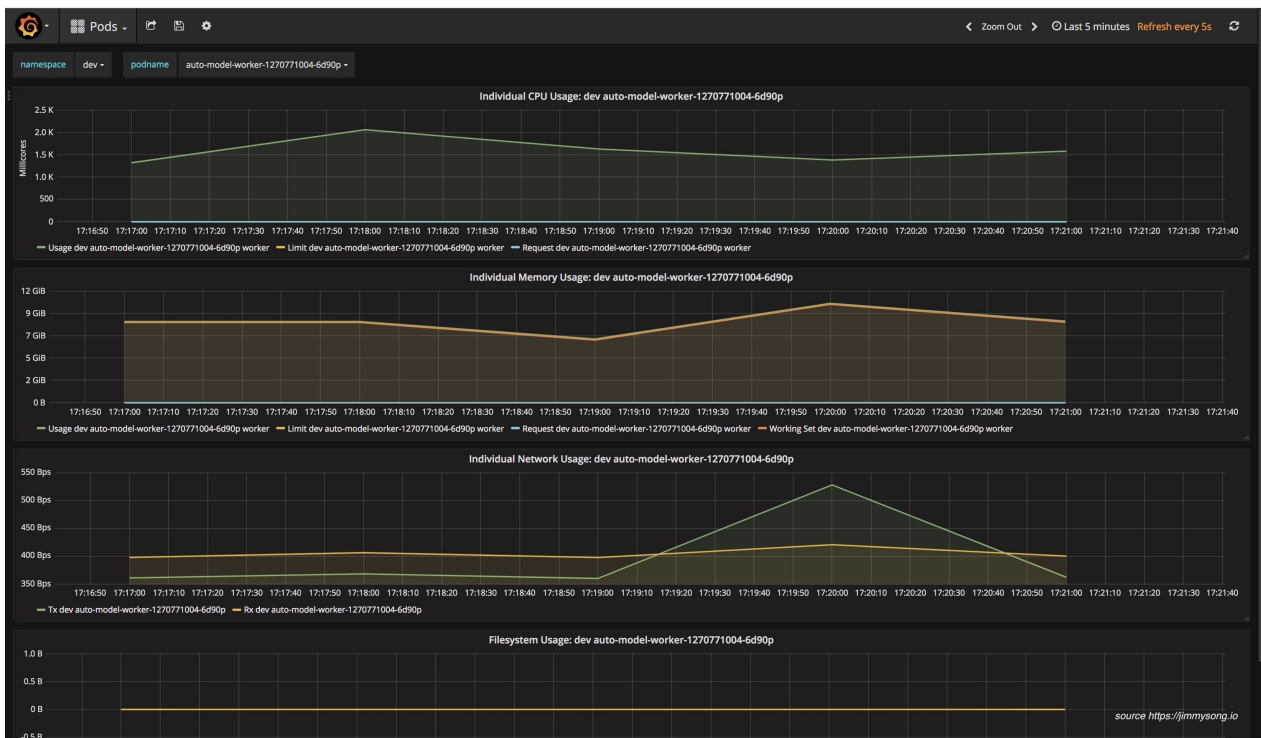 Pods
Zoom Out Last 5 minutes Refresh every 5s
namespace dev podname auto-model-worker-1270771004-6d90p
Individual CPU Usage: dev auto-model-worker-1270771004-6d90p
2.5 K
2.0 K
1.5 K
1.0 K
500
0
Millicores
17:16:50 17:17:00 17:17:10 17:17:20 17:17:30 17:17:40 17:17:50 17:18:00 17:18:10 17:18:20 17:18:30 17:18:40 17:18:50 17:19:00 17:19:10 17:19:20 17:19:30 17:19:40 17:19:50 17:20:00 17:20:10 17:20:20 17:20:30 17:20:40 17:20:50 17:21:00 17:21:10 17:21:20 17:21:30 17:21:40
Usage dev auto-model-worker-1270771004-6d90p worker Limit dev auto-model-worker-1270771004-6d90p worker Request dev auto-model-worker-1270771004-6d90p worker
Individual Memory Usage: dev auto-model-worker-1270771004-6d90p
12 GiB
9 GiB
7 GiB
5 GiB
2 GiB
0 B
17:16:50 17:17:00 17:17:10 17:17:20 17:17:30 17:17:40 17:17:50 17:18:00 17:18:10 17:18:20 17:18:30 17:18:40 17:18:50 17:19:00 17:19:10 17:19:20 17:19:30 17:19:40 17:19:50 17:20:00 17:20:10 17:20:20 17:20:30 17:20:40 17:20:50 17:21:00 17:21:10 17:21:20 17:21:30 17:21:40
Usage dev auto-model-worker-1270771004-6d90p worker Limit dev auto-model-worker-1270771004-6d90p worker Request dev auto-model-worker-1270771004-6d90p worker Working Set dev auto-model-worker-1270771004-6d90p worker
Individual Network Usage: dev auto-model-worker-1270771004-6d90p
550 Bps
500 Bps
450 Bps
400 Bps
350 Bps
17:16:50 17:17:00 17:17:10 17:17:20 17:17:30 17:17:40 17:17:50 17:18:00 17:18:10 17:18:20 17:18:30 17:18:40 17:18:50 17:19:00 17:19:10 17:19:20 17:19:30 17:19:40 17:19:50 17:20:00 17:20:10 17:20:20 17:20:30 17:20:40 17:20:50 17:21:00 17:21:10 17:21:20 17:21:30 17:21:40
Tx dev auto-model-worker-1270771004-6d90p Rx dev auto-model-worker-1270771004-6d90p
Filesystem Usage: dev auto-model-worker-1270771004-6d90p
1.0 B
0.5 B
0 B
-0.5 B
source https://jimmysong.io